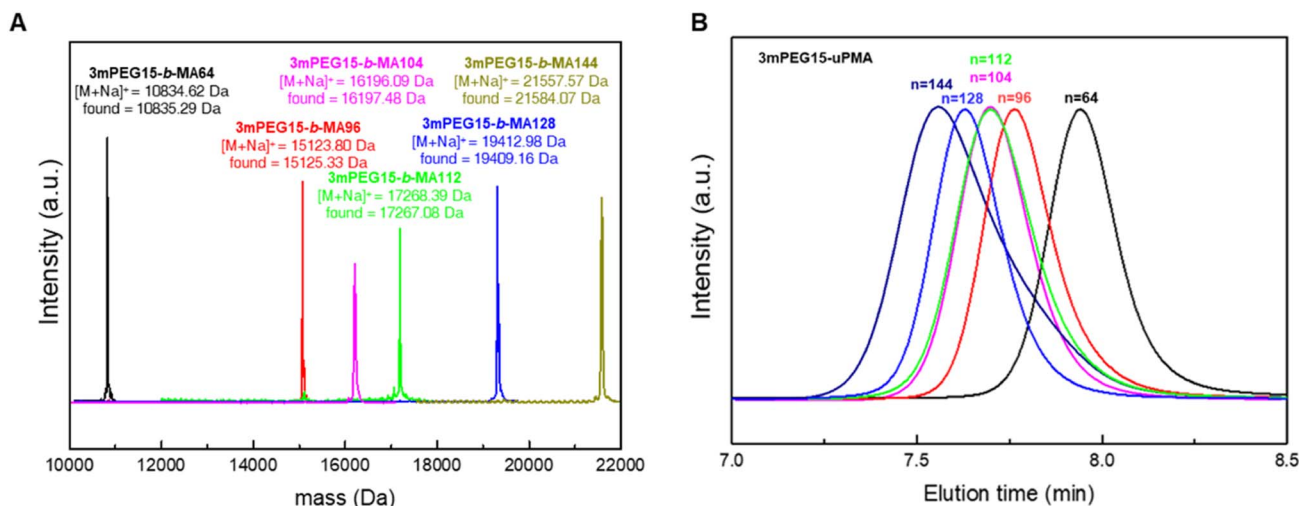 A
3mPEG15-b-MA64
[M+Na]⁺ = 10834.62 Da
found = 10835.29 Da
3mPEG15-b-MA104
[M+Na]⁺ = 16196.09 Da
found = 16197.48 Da
3mPEG15-b-MA144
[M+Na]⁺ = 21557.57 Da
found = 21584.07 Da
3mPEG15-b-MA96
[M+Na]⁺ = 15123.80 Da
found = 15125.33 Da
3mPEG15-b-MA128
[M+Na]⁺ = 19412.98 Da
found = 19409.16 Da
3mPEG15-b-MA112
[M+Na]⁺ = 17268.39 Da
found = 17267.08 Da
Intensity (a.u.)
10000 12000 14000 16000 18000 20000 22000
mass (Da)
B
3mPEG15-uPMA
n=112
n=104
n=144
n=128
n=96
n=64
Intensity (a.u.)
7.0 7.5 8.0 8.5
Elution time (min)